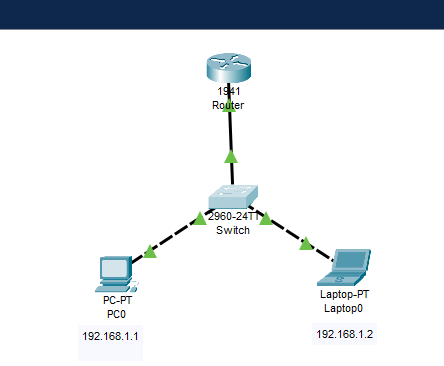 1941
Router
2960-24TT
Switch
PC-PT
PC0
192.168.1.1
Laptop-PT
Laptop0
192.168.1.2